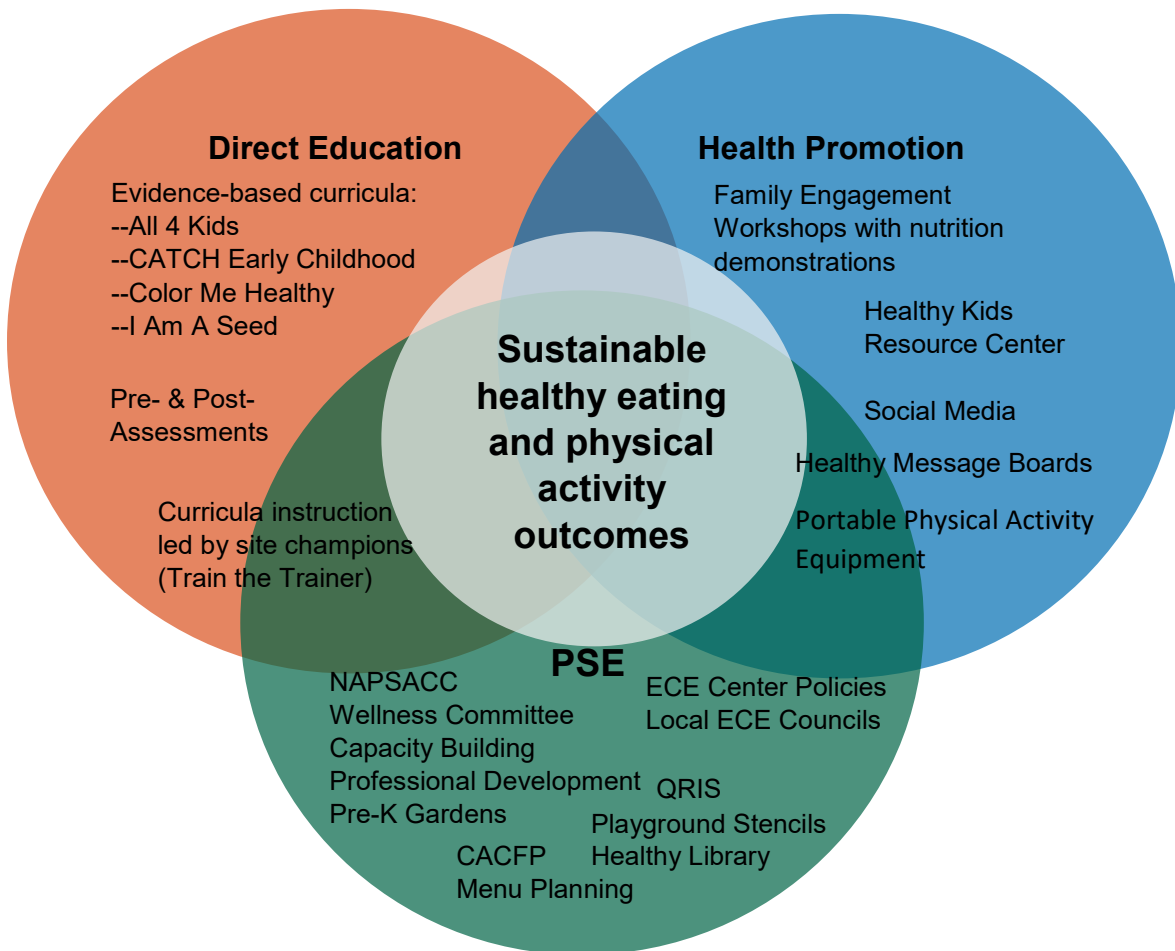 Direct Education
Evidence-based curricula:
--All 4 Kids
--CATCH Early Childhood
--Color Me Healthy
--I Am A Seed
Pre- & Post-
Assessments
Curricula instruction
led by site champions
(Train the Trainer)
Health Promotion
Family Engagement
Workshops with nutrition
demonstrations
Healthy Kids
Resource Center
Social Media
Healthy Message Boards
Portable Physical Activity
Equipment
Sustainable
healthy eating
and physical
activity
outcomes
PSE
NAPSACC
Wellness Committee
Capacity Building
Professional Development
Pre-K Gardens
CACFP
Menu Planning
ECE Center Policies
Local ECE Councils
QRIS
Playground Stencils
Healthy Library